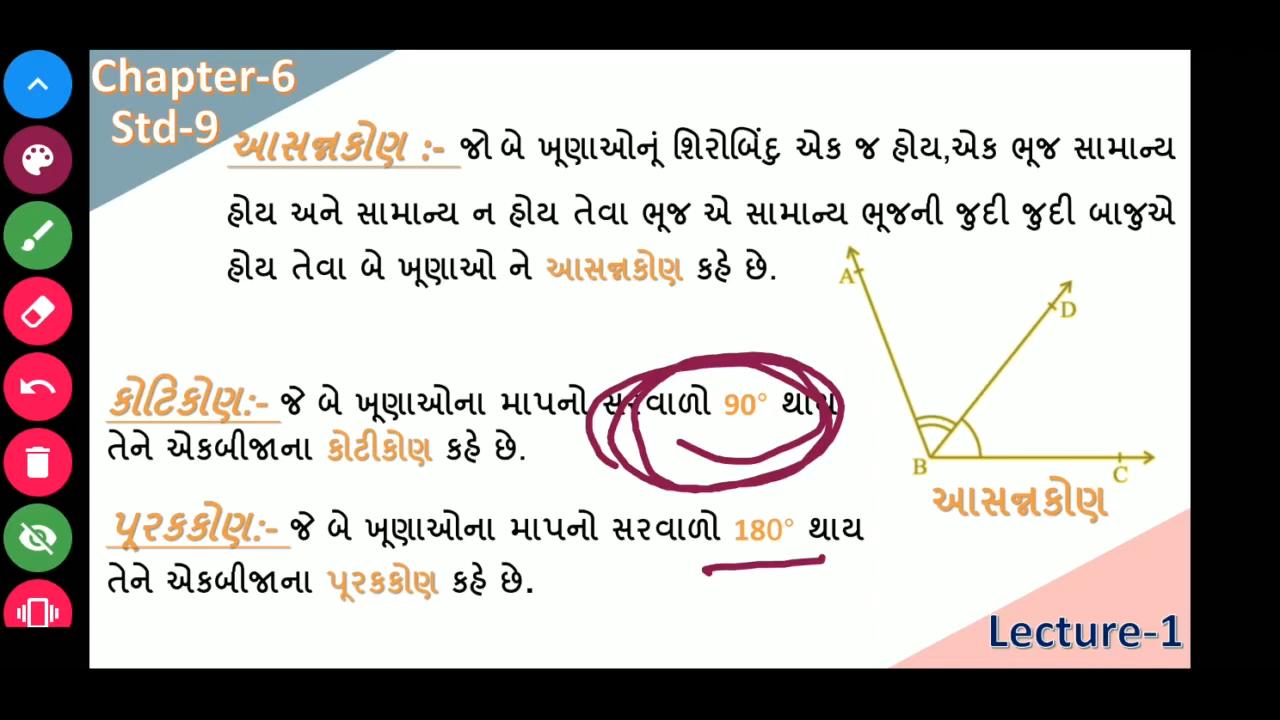 Chapter-6
Std-9
આસન્નકોણ :- જો બે ખૂણાઓનું શિરોબિંદુ એક જ હોય,એક ભૂજ સામાન્ય
હોય અને સામાન્ય ન હોય તેવા ભૂજ એ સામાન્ય ભૂજની જુદી જુદી બાજુએ
હોય તેવા બે ખૂણાઓ ને આસન્નકોણ કહે છે.
A
D
B
C
આસન્નકોણ
કોટિકોણ:- જે બે ખૂણાઓના માપનો સરવાળો 90° થાય
તેને એકબીજાના કોટીકોણ કહે છે.
પૂરકકોણ:- જે બે ખૂણાઓના માપનો સરવાળો 180° થાય
તેને એકબીજાના પૂરકકોણ કહે છે.
Lecture-1